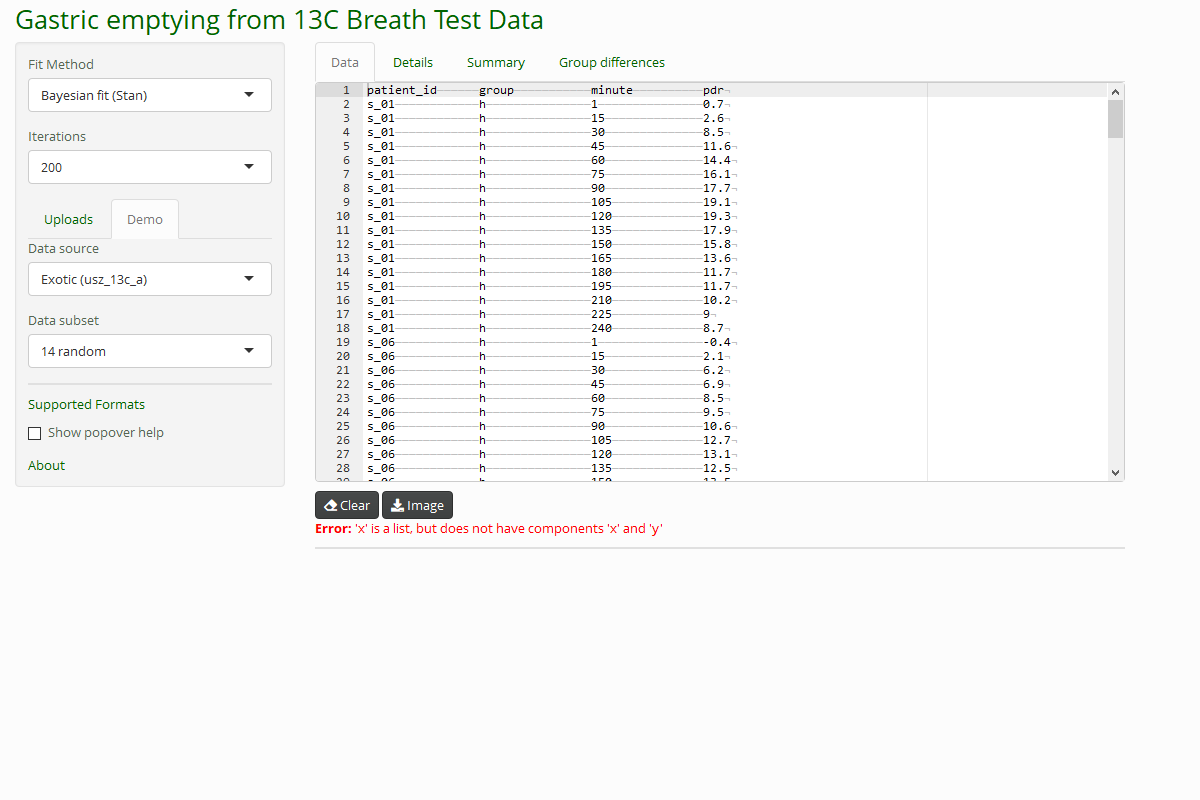 Gastric emptying from 13C Breath Test Data
Fit Method
Bayesian fit (Stan)
Iterations
200
Uploads Demo
Data source
Exotic (usz_13c_a)
Data subset
14 random
Supported Formats
Show popover help
About
Data Details Summary Group differences
1 patient_id group minute pdr
2 s_01 h 1 0.7
3 s_01 h 15 2.6
4 s_01 h 30 8.5
5 s_01 h 45 11.6
6 s_01 h 60 14.4
7 s_01 h 75 16.1
8 s_01 h 90 17.7
9 s_01 h 105 19.1
10 s_01 h 120 19.3
11 s_01 h 135 17.9
12 s_01 h 150 15.8
13 s_01 h 165 13.6
14 s_01 h 180 11.7
15 s_01 h 195 11.7
16 s_01 h 210 10.2
17 s_01 h 225 9
18 s_01 h 240 8.7
19 s_06 h 1 -0.4
20 s_06 h 15 2.1
21 s_06 h 30 6.2
22 s_06 h 45 6.9
23 s_06 h 60 8.5
24 s_06 h 75 9.5
25 s_06 h 90 10.6
26 s_06 h 105 12.7
27 s_06 h 120 13.1
28 s_06 h 135 12.5
Clear Image
Error: 'x' is a list, but does not have components 'x' and 'y'